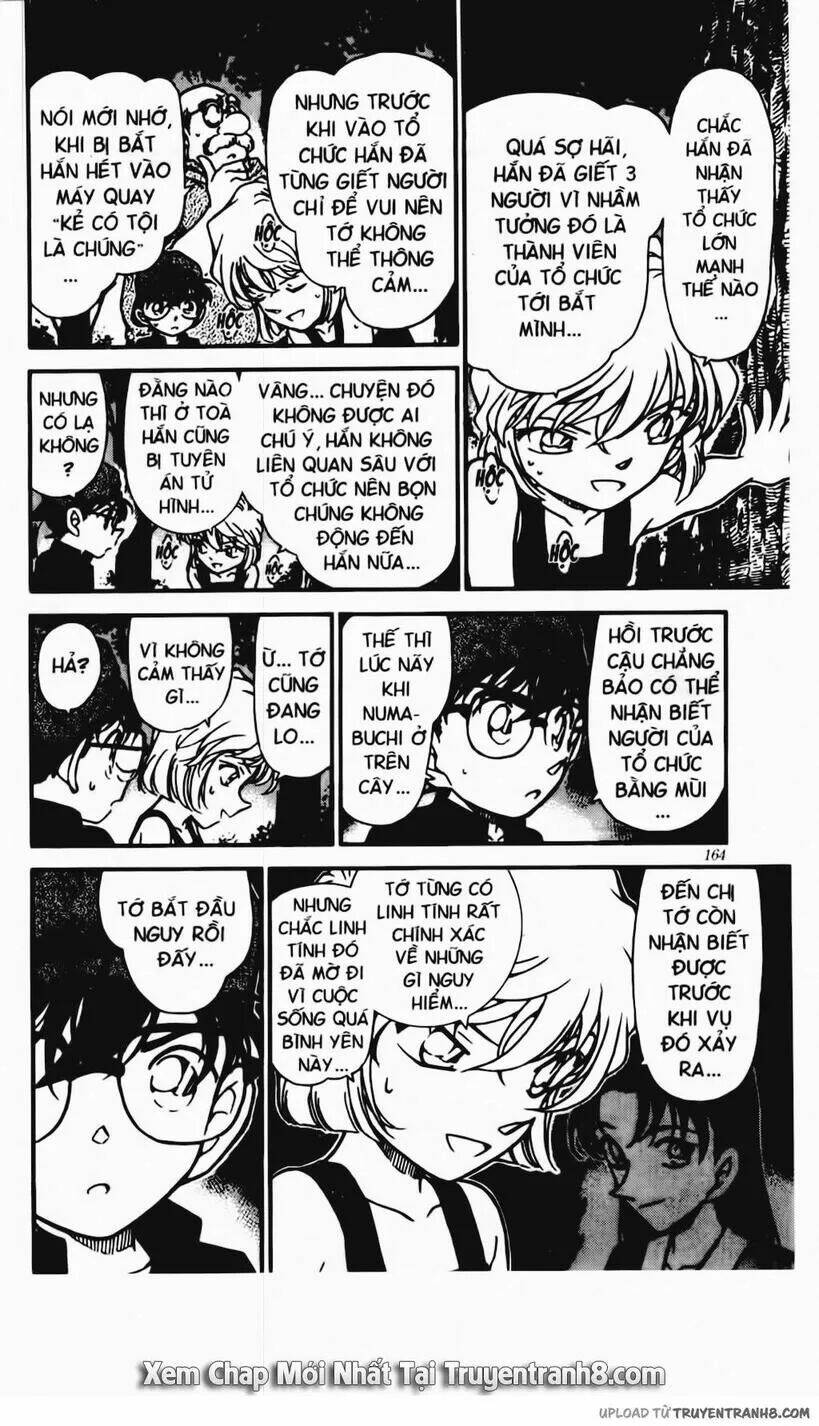 CHẮC
HẮN ĐÃ
NHẬN
THẤY
TỔ CHỨC
LỚN
MẠNH
THẾ NÀO
...
QUÁ SỢ HÃI,
HẮN ĐÃ GIẾT 3
NGƯỜI VÌ NHẦM
TƯỞNG ĐÓ LÀ
THÀNH VIÊN
CỦA TỔ CHỨC
TỚI BẮT
MÌNH...
HỘC
HỘC
NHƯNG TRƯỚC
KHI VÀO TỔ
CHỨC HẮN ĐÃ
TỪNG GIẾT NGƯỜI
CHỈ ĐỂ VUI NÊN
TỚ KHÔNG
THỂ THÔNG
CẢM...
HỘC
HỘC
NÓI MỚI NHỚ,
KHI BỊ BẮT
HẮN HÉT VÀO
MÁY QUAY
"KẺ CÓ TỘI
LÀ CHÚNG"
...
VÂNG... CHUYỆN ĐÓ
KHÔNG ĐƯỢC AI
CHÚ Ý, HẮN KHÔNG
LIÊN QUAN SÂU VỚI
TỔ CHỨC NÊN BỌN
CHÚNG KHÔNG
ĐỘNG ĐẾN
HẮN NỮA...
ĐẰNG NÀO
THÌ Ở TOÀ
HẮN CŨNG
BỊ TUYÊN
ÁN TỬ
HÌNH...
HỘC
HỘC
NHƯNG
CÓ LẠ
KHÔNG
?
HỒI TRƯỚC
CẬU CHẲNG
BẢO CÓ THỂ
NHẬN BIẾT
NGƯỜI CỦA
TỔ CHỨC
BẰNG MÙI
...
THẾ THÌ
LÚC NÃY
KHI
NUMA-
BUCHI Ở
TRÊN
CÂY...
Ừ... TỚ
CŨNG
ĐANG
LO...
VÌ KHÔNG
CẢM THẤY
GÌ...
HẢ?
164
ĐẾN CHỊ
TỚ CÒN
NHẬN BIẾT
ĐƯỢC
TRƯỚC
KHI VỤ
ĐÓ XẢY
RA...
TỚ TỪNG CÓ
LINH TÍNH RẤT
CHÍNH XÁC
VỀ NHỮNG
GÌ NGUY
HIỂM...
NHƯNG
CHẮC LINH
TÍNH ĐÓ
ĐÃ MỜ ĐI
VÌ CUỘC
SỐNG QUÁ
BÌNH YÊN
NÀY...
TỚ BẮT ĐẦU
NGUY RỒI
ĐẤY...
Xem Chap Mới Nhất Tại Truyentranh8.com
UPLOAD TỪ TRUYENTRANH8.COM